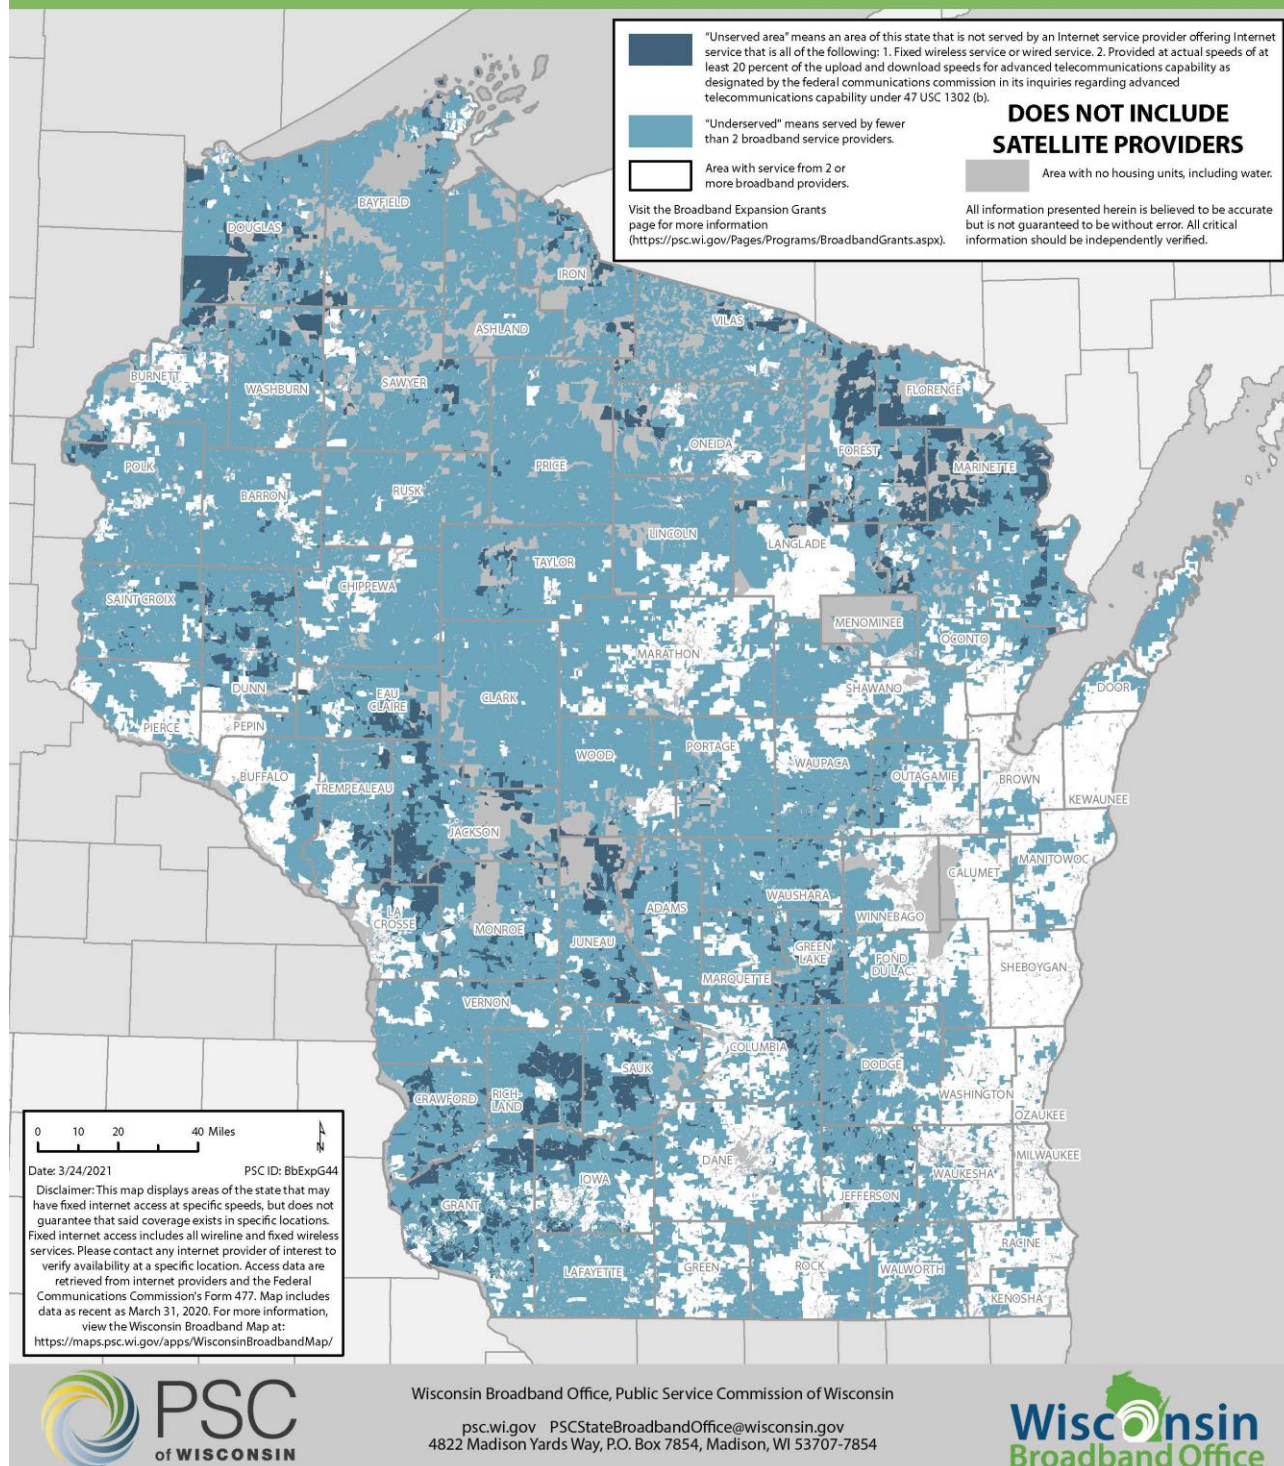 "Unserved area" means an area of this state that is not served by an Internet service provider offering Internet
service that is all of the following: 1. Fixed wireless service or wired service. 2. Provided at actual speeds of at
least 20 percent of the upload and download speeds for advanced telecommunications capability as
designated by the federal communications commission in its inquiries regarding advanced
telecommunications capability under 47 USC 1302 (b).
"Underserved" means served by fewer
than 2 broadband service providers.
DOES NOT INCLUDE
SATELLITE PROVIDERS
Area with service from 2 or
more broadband providers.
Area with no housing units, including water.
Visit the Broadband Expansion Grants
page for more information
(https://psc.wi.gov/Pages/Programs/BroadbandGrants.aspx).
All information presented herein is believed to be accurate
but is not guaranteed to be without error. All critical
information should be independently verified.
BAYFIELD
DOUGLAS
IRON
ASHLAND
VILAS
BURNETT
WASHBURN
SAWYER
FLORENCE
ONEIDA
FOREST
MARINETTE
POLK
BARRON
RUSK
PRICE
LINCOLN
LANGLADE
TAYLOR
CHIPPEWA
SAINT CROIX
MENOMINEE
OCONTO
MARATHON
DUNN
EAU
CLAIRE
CLARK
SHAWANO
DOOR
PIERCE
PEPIN
WOOD
PORTAGE
WAUPACA
OUTAGAMIE
BROWN
KEWAUNEE
BUFFALO
TREMPEALEAU
JACKSON
MANITOWOC
CALUMET
WAUSHARA
ADAMS
WINNEBAGO
LA
CROSSE
MONROE
JUNEAU
GREEN
LAKE
FOND
DU LAC
SHEBOYGAN
MARQUETTE
VERNON
COLUMBIA
DODGE
SAUK
CRAWFORD
RICH-
LAND
WASHINGTON
OZAUKEE
DANE
MILWAUKEE
WAUKESHA
IOWA
JEFFERSON
GRANT
RACINE
LAFAYETTE
GREEN
ROCK
WALWORTH
KENOSHA
0 10 20 40 Miles
N
Date: 3/24/2021 PSC ID: BbExpG44
Disclaimer: This map displays areas of the state that may
have fixed internet access at specific speeds, but does not
guarantee that said coverage exists in specific locations.
Fixed internet access includes all wireline and fixed wireless
services. Please contact any internet provider of interest to
verify availability at a specific location. Access data are
retrieved from internet providers and the Federal
Communications Commission's Form 477. Map includes
data as recent as March 31, 2020. For more information,
view the Wisconsin Broadband Map at:
https://maps.psc.wi.gov/apps/WisconsinBroadbandMap/
PSC
of WISCONSIN
Wisconsin Broadband Office, Public Service Commission of Wisconsin
psc.wi.gov PSCStateBroadbandOffice@wisconsin.gov
4822 Madison Yards Way, P.O. Box 7854, Madison, WI 53707-7854
Wisconsin
Broadband Office